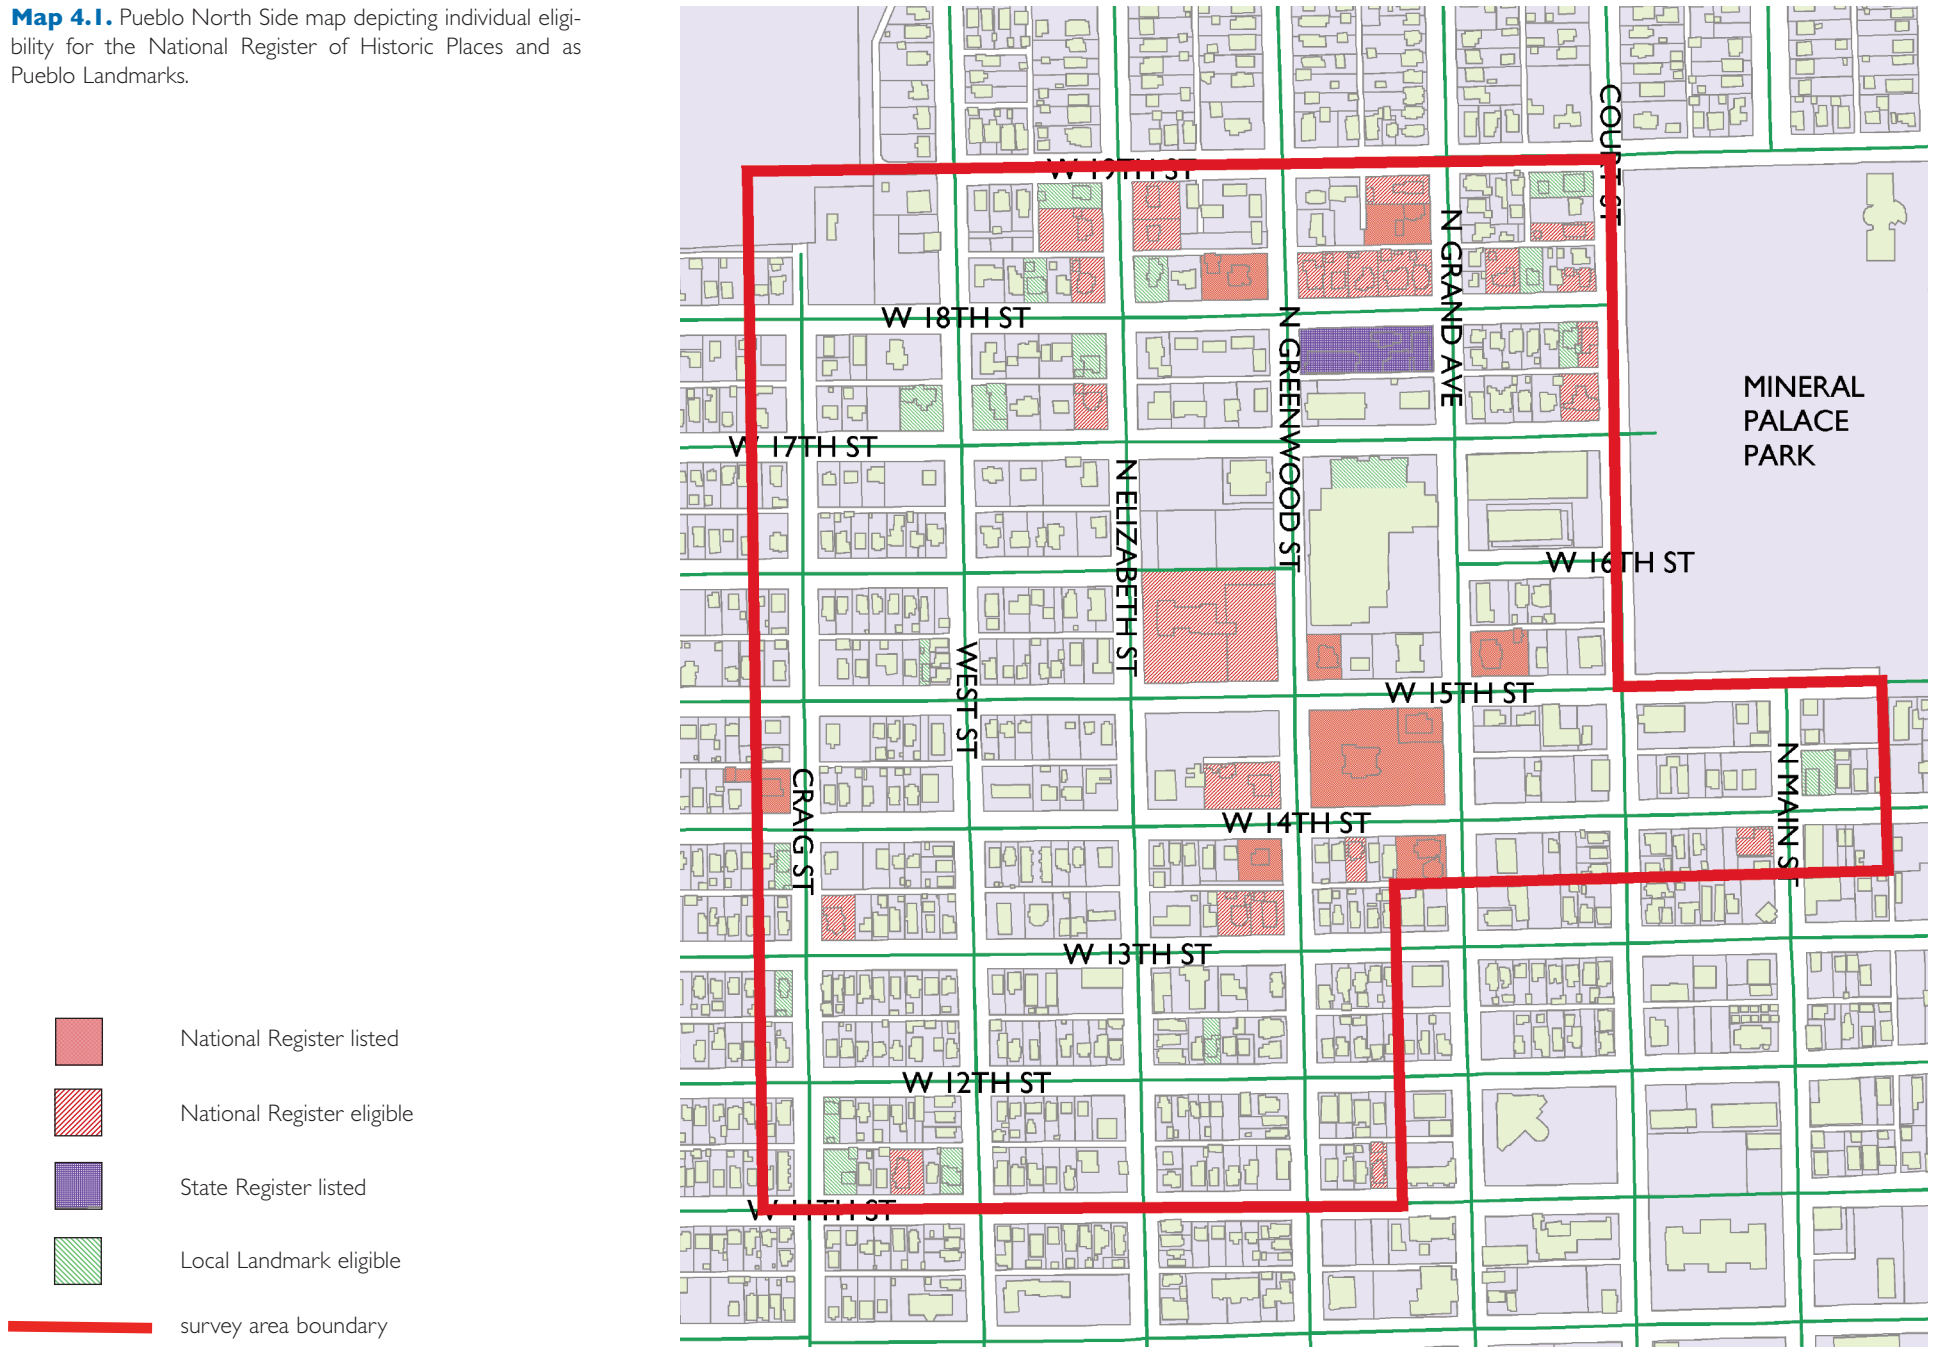 Map 4.1. Pueblo North Side map depicting individual eligi-
bility for the National Register of Historic Places and as
Pueblo Landmarks.
COURT ST
W 19TH ST
N GRAND AVE
W 18TH ST
N GREENWOOD ST
MINERAL
PALACE
PARK
W 17TH ST
N ELIZABETH ST
W 16TH ST
WEST ST
W 15TH ST
N MAIN S
CRAIG ST
W 14TH ST
W 13TH ST
W 12TH ST
W 11TH ST
National Register listed
National Register eligible
State Register listed
Local Landmark eligible
survey area boundary